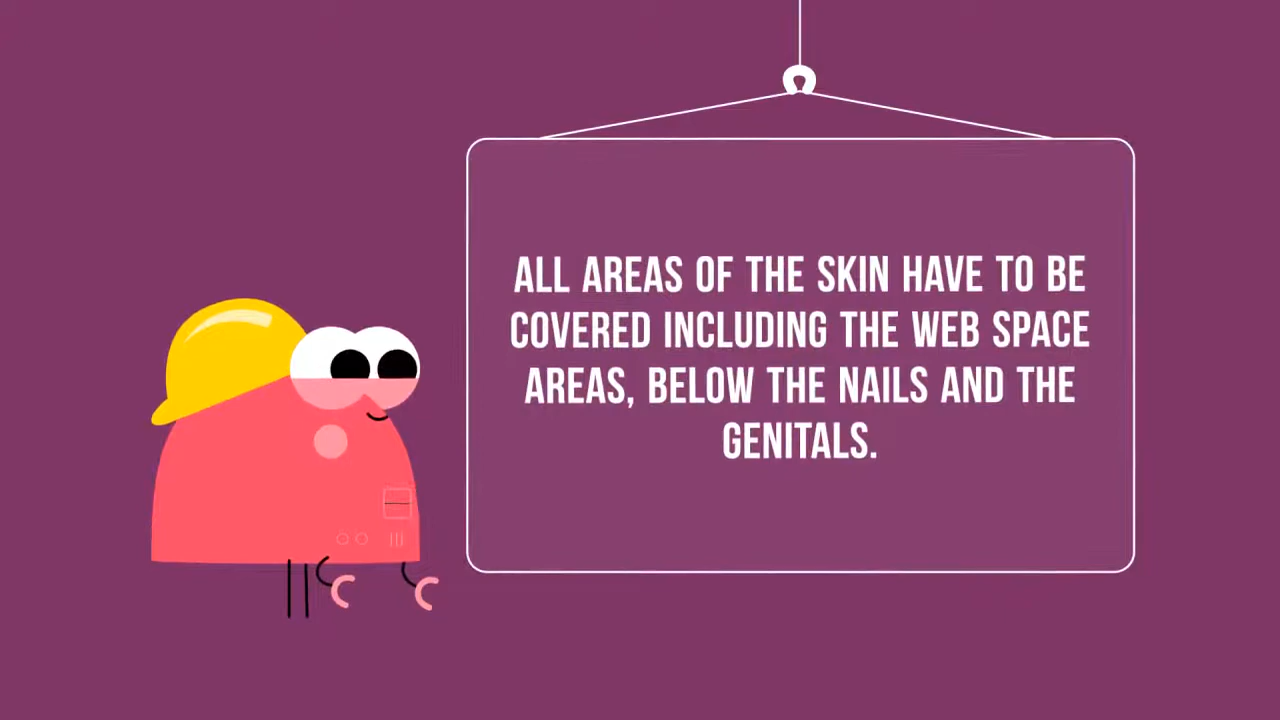 ALL AREAS OF THE SKIN HAVE TO BE
COVERED INCLUDING THE WEB SPACE
AREAS, BELOW THE NAILS AND THE
GENITALS.